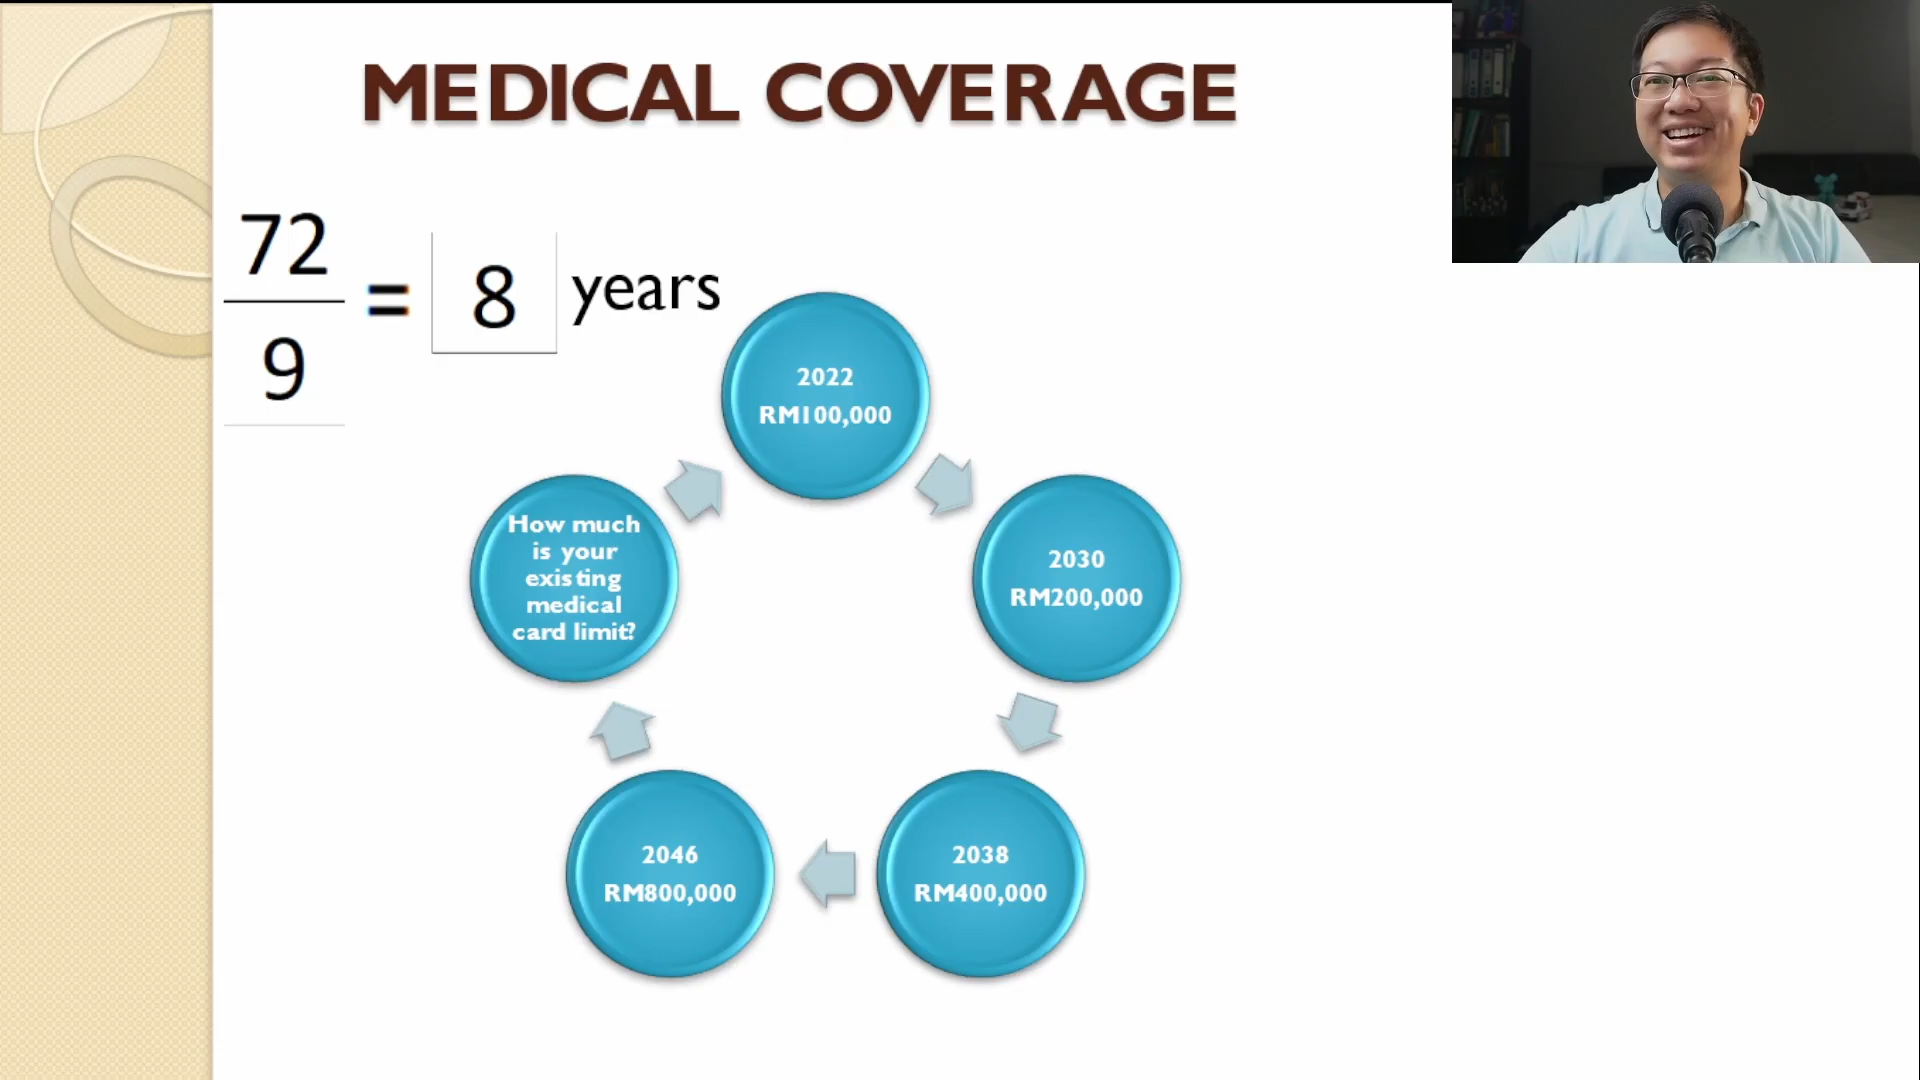 MEDICAL COVERAGE
72
9
= 8 years
2022
RM100,000
2030
RM200,000
2038
RM400,000
2046
RM800,000
How much
is your
existing
medical
card limit?